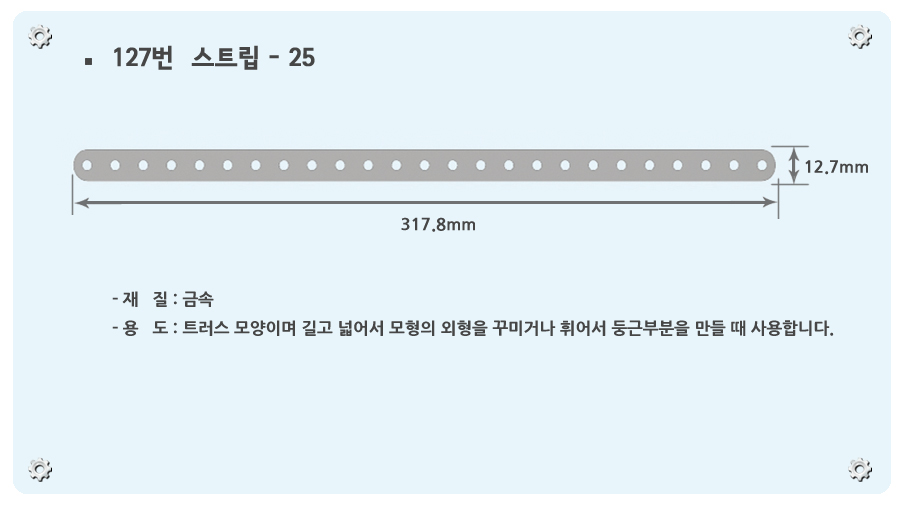 ▪ 127번 스트립 - 25
12.7mm
317.8mm
- 재 질 : 금속
- 용 도 : 트러스 모양이며 길고 넓어서 모형의 외형을 꾸미거나 휘어서 둥근부분을 만들 때 사용합니다.